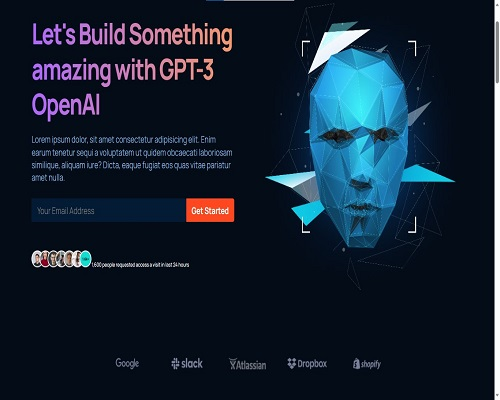 Let's Build Something
amazing with GPT-3
OpenAI
Lorem ipsum dolor, sit amet consectetur adipisicing elit. Enim
earum tenetur sequi a voluptatem ut quidem obcaecati laboriosam
similique, aliquam iure? Dicta, eaque fugiat eos quas vitae pariatur
amet nulla.
Your Email Address
Get Started
1,600 people requested access a visit in last 24 hours
Google
slack
Atlassian
Dropbox
shopify